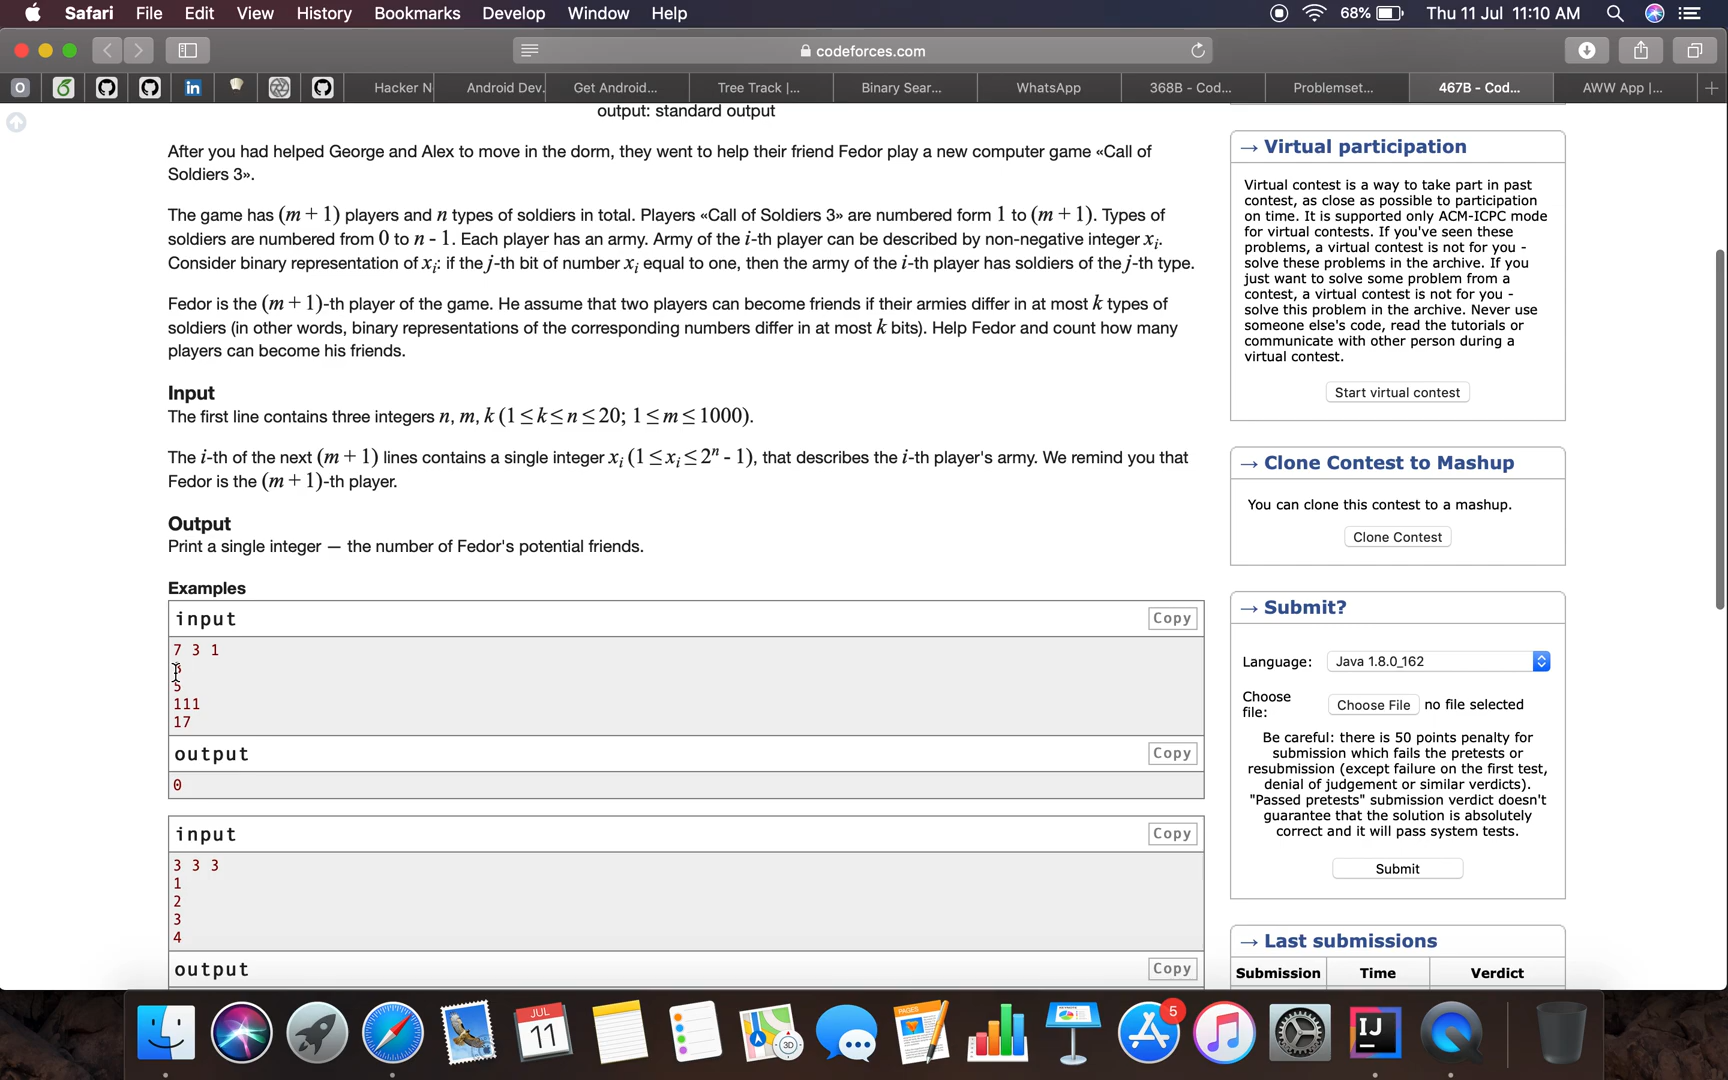 Safari File Edit View History Bookmarks Develop Window Help 68% Thu 11 Jul 11:10 AM
codeforces.com
O in Hacker N Android Dev. Get Android... Tree Track |... Binary Sear... WhatsApp 368B - Cod... Problemset... 467B - Cod... AWW App |... +
output: standard output
After you had helped George and Alex to move in the dorm, they went to help their friend Fedor play a new computer game «Call of
Soldiers 3».
The game has (m + 1) players and n types of soldiers in total. Players «Call of Soldiers 3» are numbered form 1 to (m + 1). Types of
soldiers are numbered from 0 to n - 1. Each player has an army. Army of the i-th player can be described by non-negative integer xi.
Consider binary representation of xi: if the j-th bit of number xi equal to one, then the army of the i-th player has soldiers of the j-th type.
Fedor is the (m + 1)-th player of the game. He assume that two players can become friends if their armies differ in at most k types of
soldiers (in other words, binary representations of the corresponding numbers differ in at most k bits). Help Fedor and count how many
players can become his friends.
Input
The first line contains three integers n, m, k (1 ≤ k ≤ n ≤ 20; 1 ≤ m ≤ 1000).
The i-th of the next (m + 1) lines contains a single integer xi (1 ≤ xi ≤ 2ⁿ - 1), that describes the i-th player's army. We remind you that
Fedor is the (m + 1)-th player.
Output
Print a single integer — the number of Fedor's potential friends.
Examples
input Copy
7 3 1
5
111
17
output Copy
0
input Copy
3 3 3
1
2
3
4
output Copy
→ Virtual participation
Virtual contest is a way to take part in past
contest, as close as possible to participation
on time. It is supported only ACM-ICPC mode
for virtual contests. If you've seen these
problems, a virtual contest is not for you -
solve these problems in the archive. If you
just want to solve some problem from a
contest, a virtual contest is not for you -
solve this problem in the archive. Never use
someone else's code, read the tutorials or
communicate with other person during a
virtual contest.
Start virtual contest
→ Clone Contest to Mashup
You can clone this contest to a mashup.
Clone Contest
→ Submit?
Language: Java 1.8.0_162
Choose
file:
Choose File no file selected
Be careful: there is 50 points penalty for
submission which fails the pretests or
resubmission (except failure on the first test,
denial of judgement or similar verdicts).
"Passed pretests" submission verdict doesn't
guarantee that the solution is absolutely
correct and it will pass system tests.
Submit
→ Last submissions
Submission Time Verdict
JUL
11
PAGES
3D
5
IJ